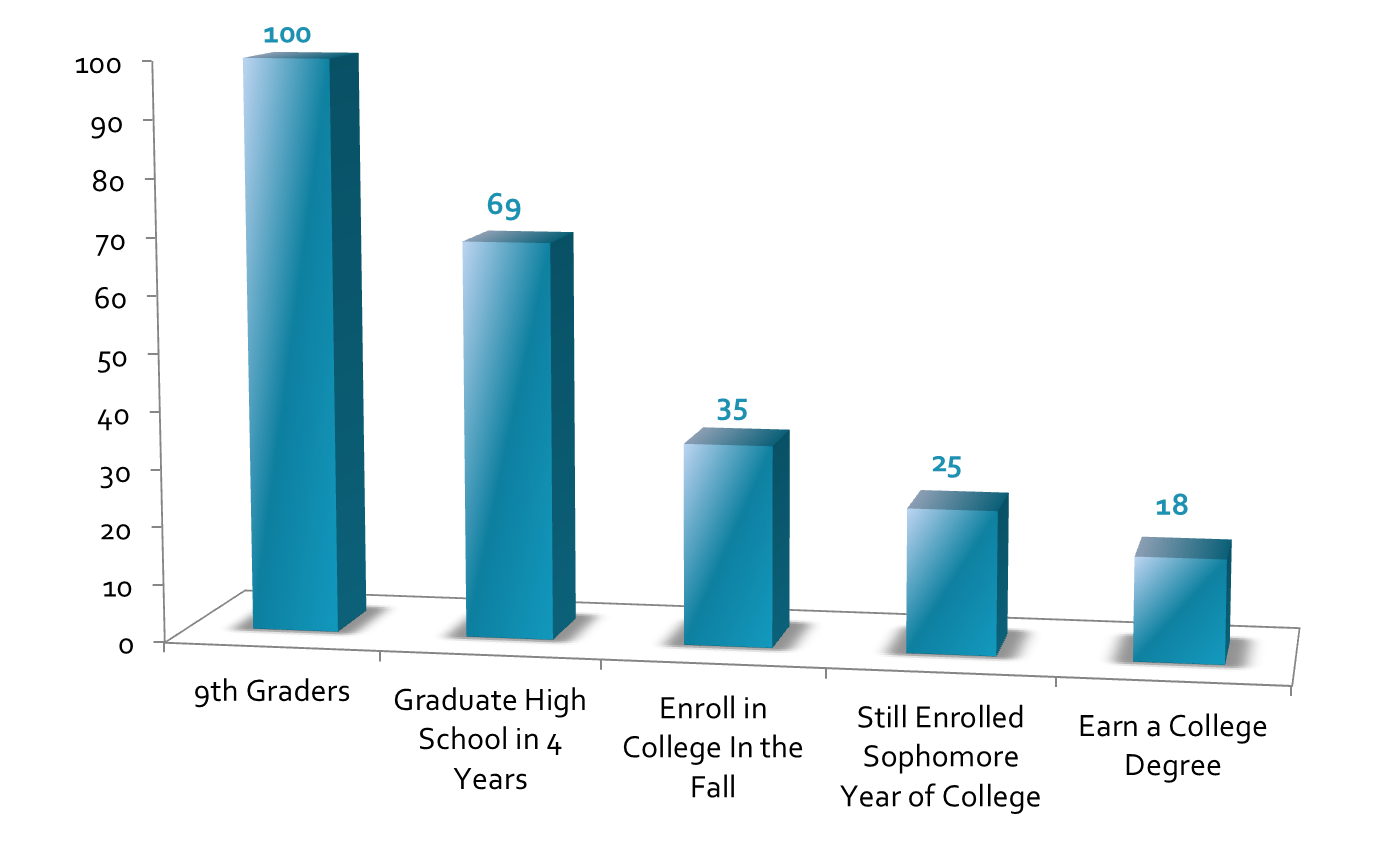 100
100
90
80
69
70
60
50
35
40
25
30
18
20
10
0
9th Graders
Graduate High
School in 4
Years
Enroll in
College In the
Fall
Still Enrolled
Sophomore
Year of College
Earn a College
Degree